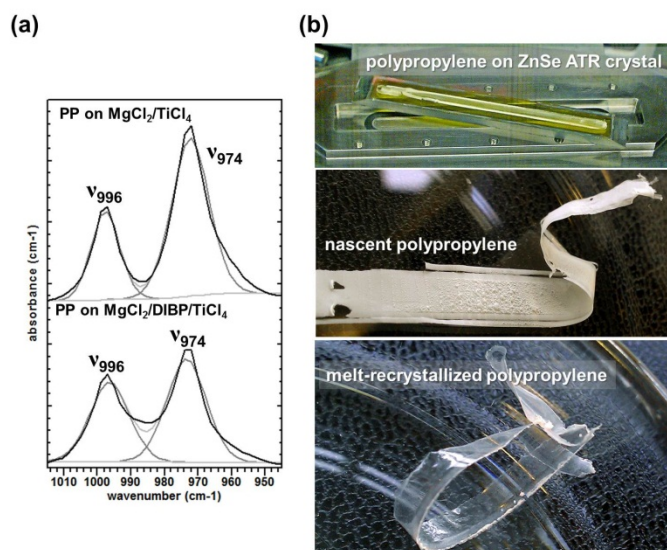 (a)
PP on MgCl2/TiCl4
ν996
ν974
PP on MgCl2/DIBP/TiCl4
ν996
ν974
absorbance (cm-1)
1010 1000 990 980 970 960 950
wavenumber (cm-1)
(b)
polypropylene on ZnSe ATR crystal
nascent polypropylene
melt-recrystallized polypropylene